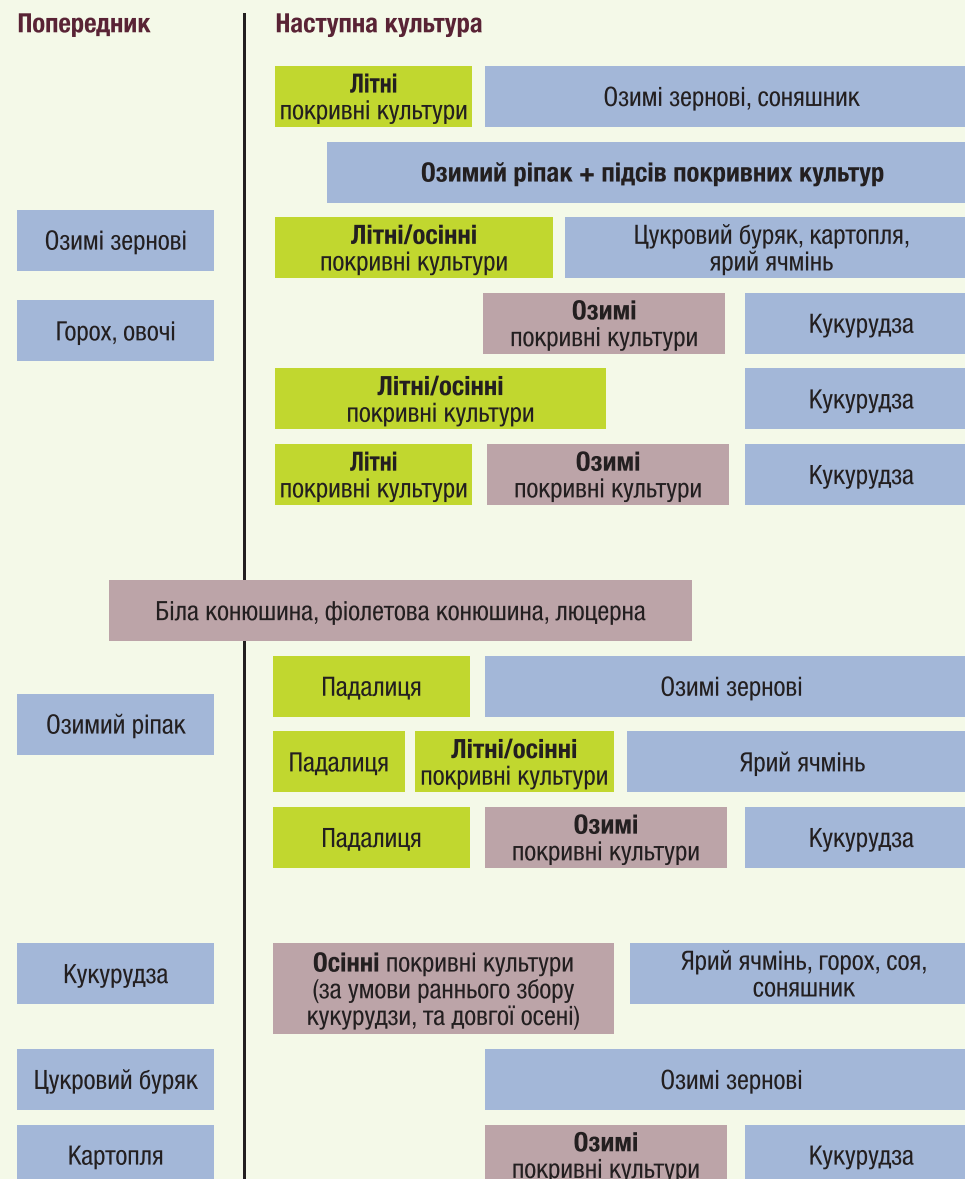 Попередник
Наступна культура
Літні
покривні культури
Озимі зернові, соняшник
Озимий ріпак + підсів покривних культур
Озимі зернові
Літні/осінні
покривні культури
Цукровий буряк, картопля,
ярий ячмінь
Горох, овочі
Озимі
покривні культури
Кукурудза
Літні/осінні
покривні культури
Кукурудза
Літні
покривні культури
Озимі
покривні культури
Кукурудза
Біла конюшина, фіолетова конюшина, люцерна
Падалиця
Озимі зернові
Озимий ріпак
Падалиця
Літні/осінні
покривні культури
Ярий ячмінь
Падалиця
Озимі
покривні культури
Кукурудза
Кукурудза
Осінні покривні культури
(за умови раннього збору
кукурудзи, та довгої осені)
Ярий ячмінь, горох, соя,
соняшник
Цукровий буряк
Озимі зернові
Картопля
Озимі
покривні культури
Кукурудза